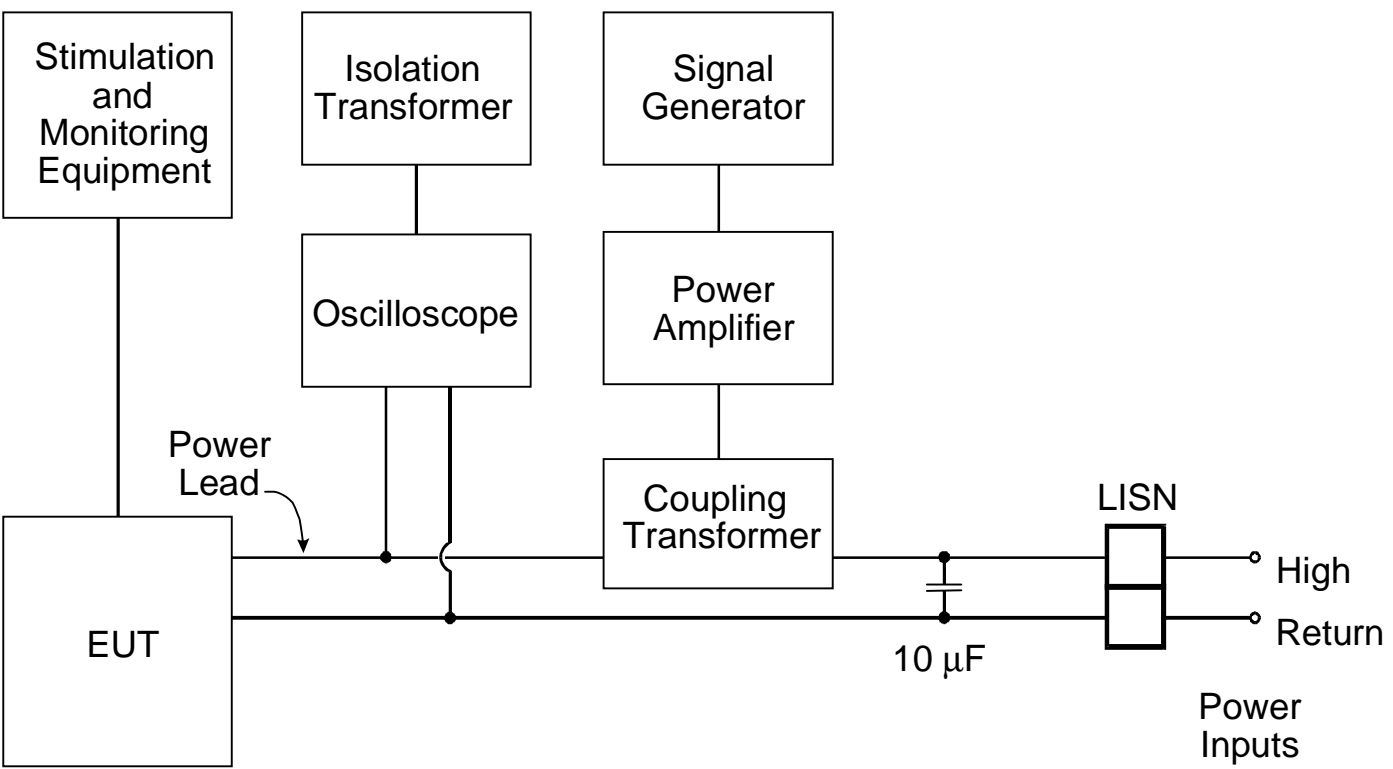 Stimulation
and
Monitoring
Equipment
Isolation
Transformer
Signal
Generator
Oscilloscope
Power
Amplifier
Power
Lead
Coupling
Transformer
LISN
High
EUT
Return
10 μF
Power
Inputs